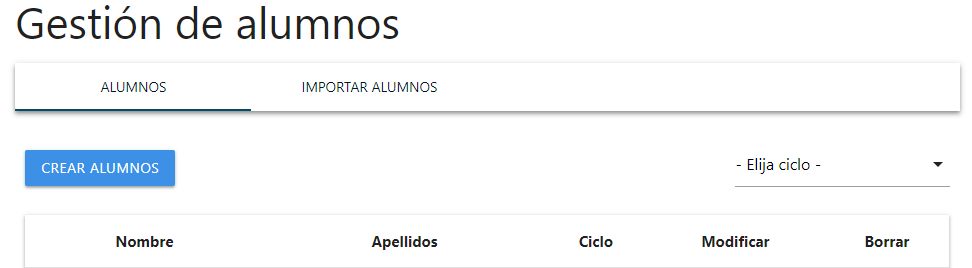 Gestión de alumnos
ALUMNOS IMPORTAR ALUMNOS
CREAR ALUMNOS - Elija ciclo -
Nombre Apellidos Ciclo Modificar Borrar